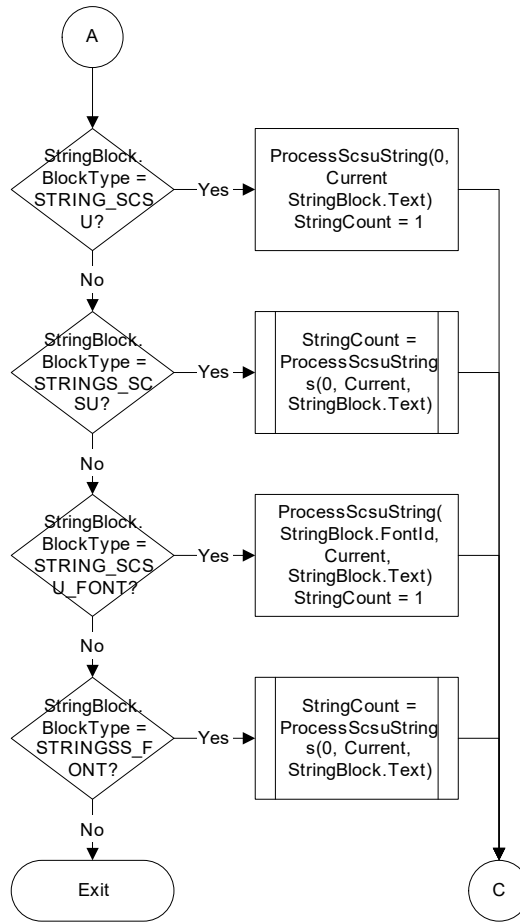 A
StringBlock.
BlockType =
STRING_SCS
U?
Yes
ProcessScsuString(0,
Current
StringBlock.Text)
StringCount = 1
No
StringBlock.
BlockType =
STRINGS_SC
SU?
Yes
StringCount =
ProcessScsuString
s(0, Current,
StringBlock.Text)
No
StringBlock.
BlockType =
STRING_SCS
U_FONT?
Yes
ProcessScsuString(
StringBlock.FontId,
Current,
StringBlock.Text)
StringCount = 1
No
StringBlock.
BlockType =
STRINGSS_F
ONT?
Yes
StringCount =
ProcessScsuString
s(0, Current,
StringBlock.Text)
No
Exit
C